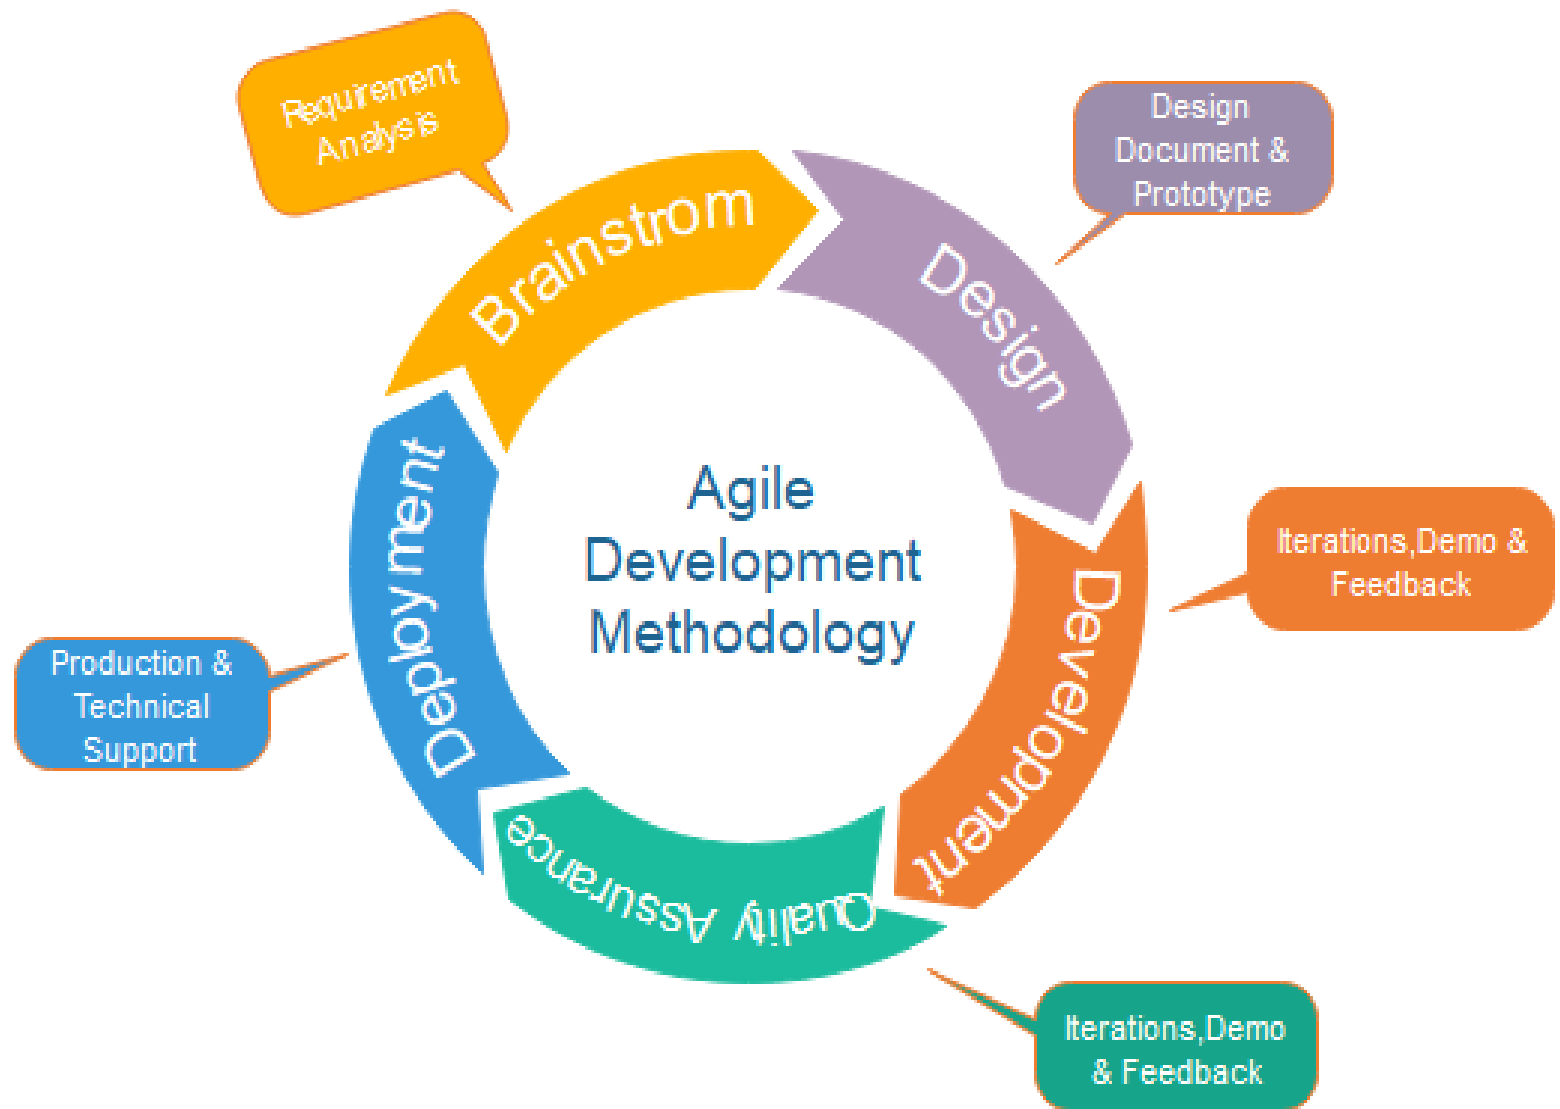 Requirement
Analysis
Brainstrom
Design
Document &
Prototype
Design
Iterations,Demo &
Feedback
Development
Iterations,Demo
& Feedback
Quality Assurance
Production &
Technical
Support
Deployment
Agile
Development
Methodology